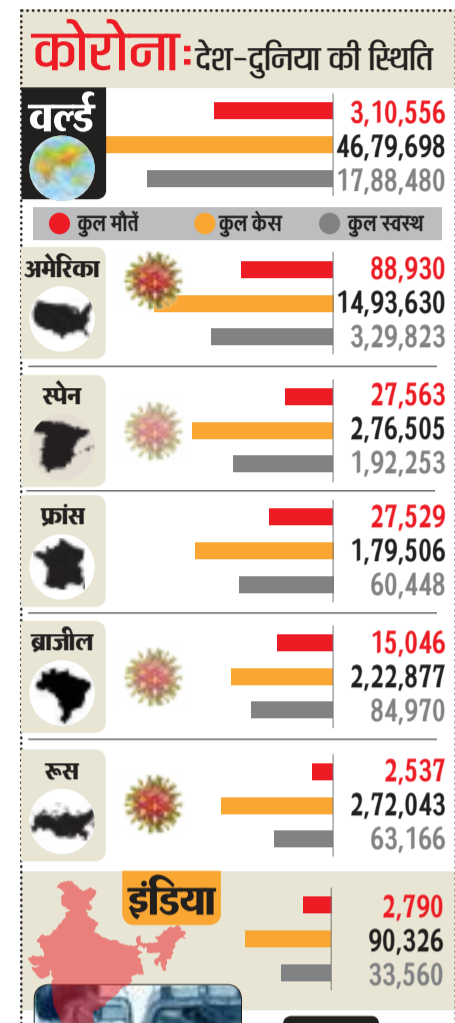 कोरोना: देश-दुनिया की स्थिति
वर्ल्ड
3,10,556
46,79,698
17,88,480
कुल मौतें कुल केस कुल स्वस्थ
अमेरिका
88,930
14,93,630
3,29,823
स्पेन
27,563
2,76,505
1,92,253
फ्रांस
27,529
1,79,506
60,448
ब्राजील
15,046
2,22,877
84,970
रूस
2,537
2,72,043
63,166
इंडिया
2,790
90,326
33,560